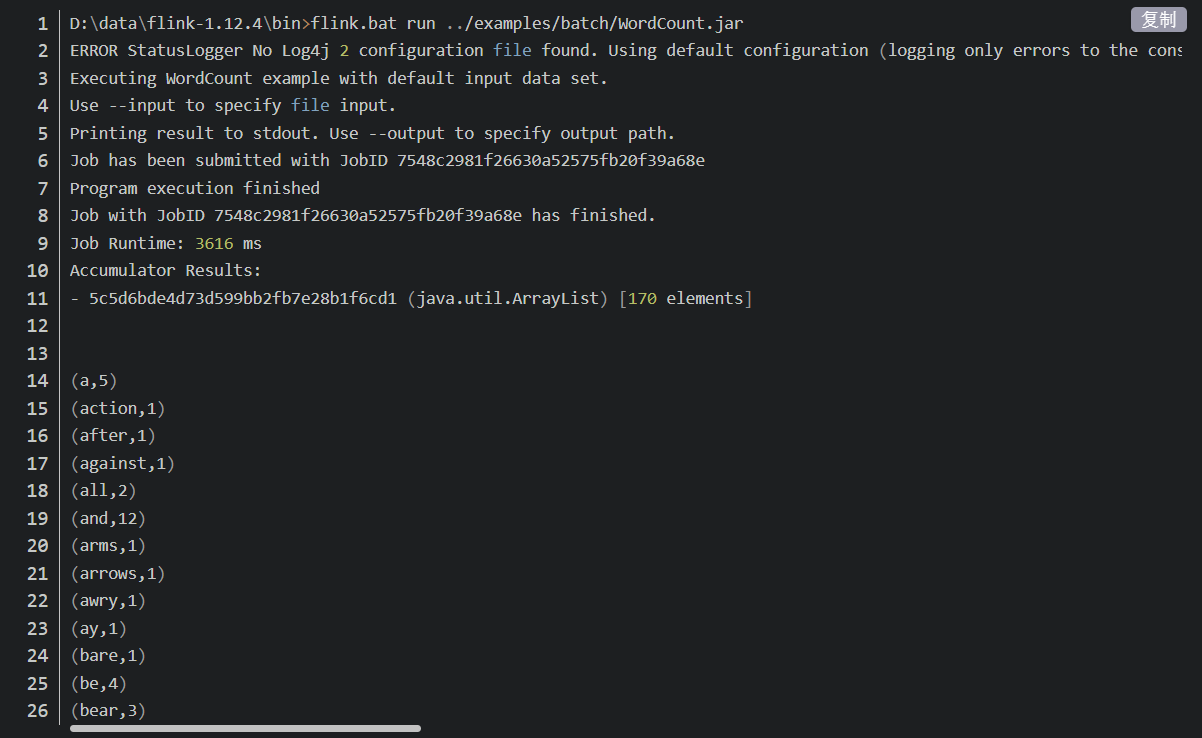 复制
1 D:\data\flink-1.12.4\bin>flink.bat run ../examples/batch/WordCount.jar
2 ERROR StatusLogger No Log4j 2 configuration file found. Using default configuration (logging only errors to the cons
3 Executing WordCount example with default input data set.
4 Use --input to specify file input.
5 Printing result to stdout. Use --output to specify output path.
6 Job has been submitted with JobID 7548c2981f26630a52575fb20f39a68e
7 Program execution finished
8 Job with JobID 7548c2981f26630a52575fb20f39a68e has finished.
9 Job Runtime: 3616 ms
10 Accumulator Results:
11 - 5c5d6bde4d73d599bb2fb7e28b1f6cd1 (java.util.ArrayList) [170 elements]
12
13
14 (a,5)
15 (action,1)
16 (after,1)
17 (against,1)
18 (all,2)
19 (and,12)
20 (arms,1)
21 (arrows,1)
22 (awry,1)
23 (ay,1)
24 (bare,1)
25 (be,4)
26 (bear,3)